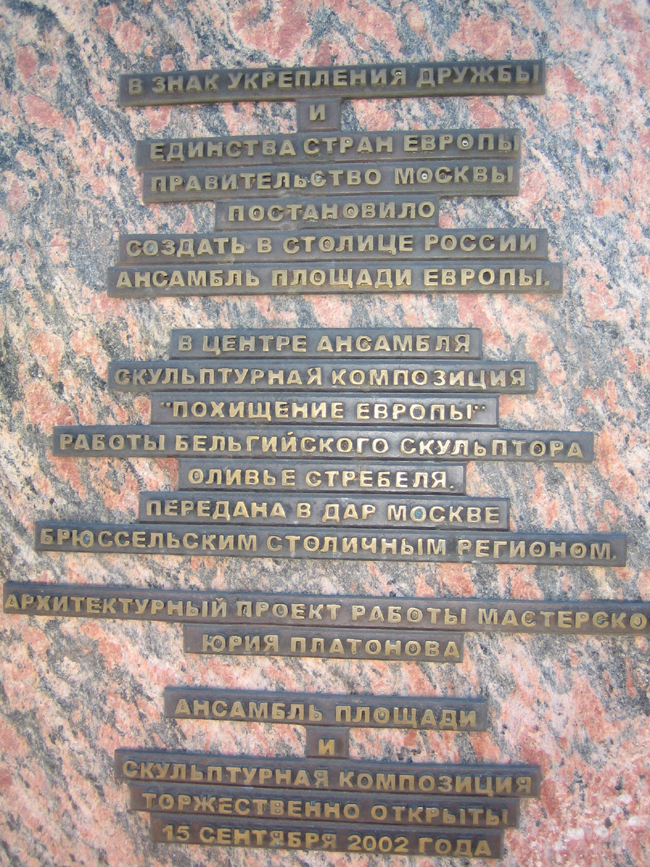 В ЗНАК УКРЕПЛЕНИЯ ДРУЖБЫ
И
ЕДИНСТВА СТРАН ЕВРОПЫ
ПРАВИТЕЛЬСТВО МОСКВЫ
ПОСТАНОВИЛО
СОЗДАТЬ В СТОЛИЦЕ РОССИИ
АНСАМБЛЬ ПЛОЩАДИ ЕВРОПЫ.
В ЦЕНТРЕ АНСАМБЛЯ
СКУЛЬПТУРНАЯ КОМПОЗИЦИЯ
"ПОХИЩЕНИЕ ЕВРОПЫ"
РАБОТЫ БЕЛЬГИЙСКОГО СКУЛЬПТОРА
ОЛИВЬЕ СТРЕБЕЛЯ.
ПЕРЕДАНА В ДАР МОСКВЕ
БРЮССЕЛЬСКИМ СТОЛИЧНЫМ РЕГИОНОМ.
АРХИТЕКТУРНЫЙ ПРОЕКТ РАБОТЫ МАСТЕРСКО
ЮРИЯ ПЛАТОНОВА
АНСАМБЛЬ ПЛОЩАДИ
И
СКУЛЬПТУРНАЯ КОМПОЗИЦИЯ
ТОРЖЕСТВЕННО ОТКРЫТЫ
15 СЕНТЯБРЯ 2002 ГОДА